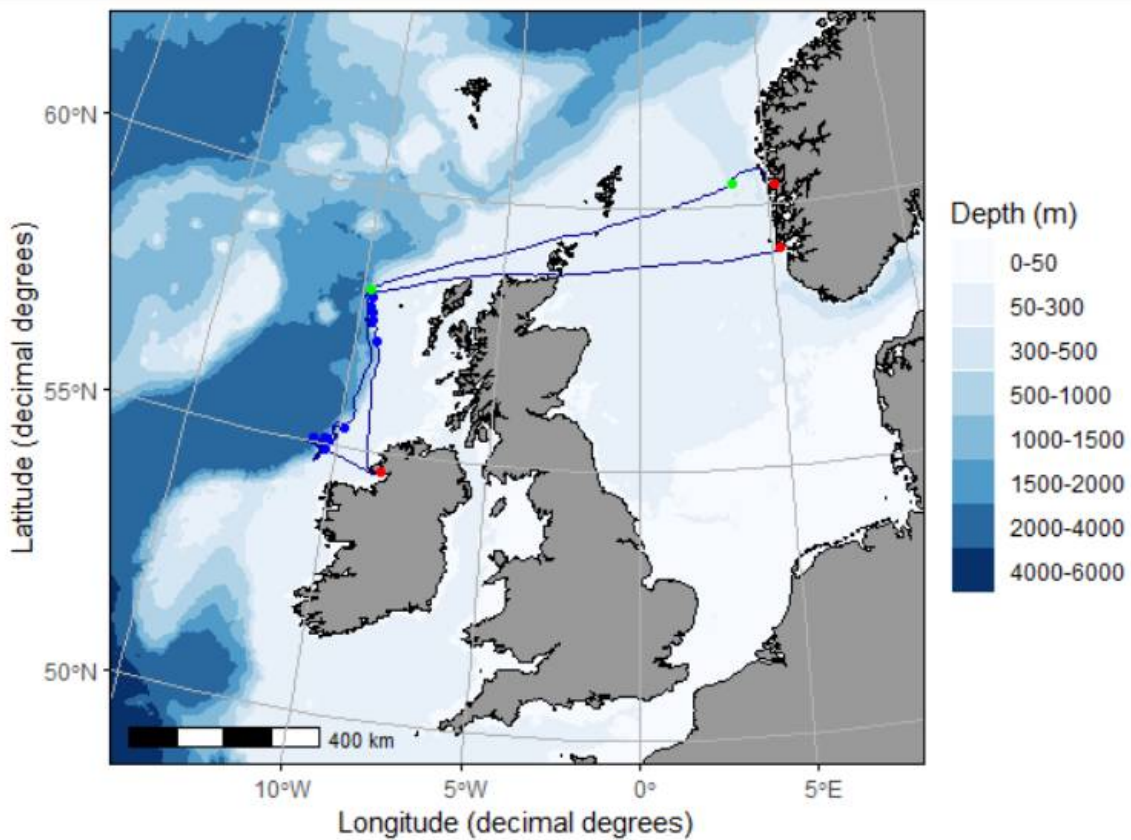 60°N
55°N
50°N
Latitude (decimal degrees)
400 km
10°W
5°W
0°
5°E
Longitude (decimal degrees)
Depth (m)
0-50
50-300
300-500
500-1000
1000-1500
1500-2000
2000-4000
4000-6000